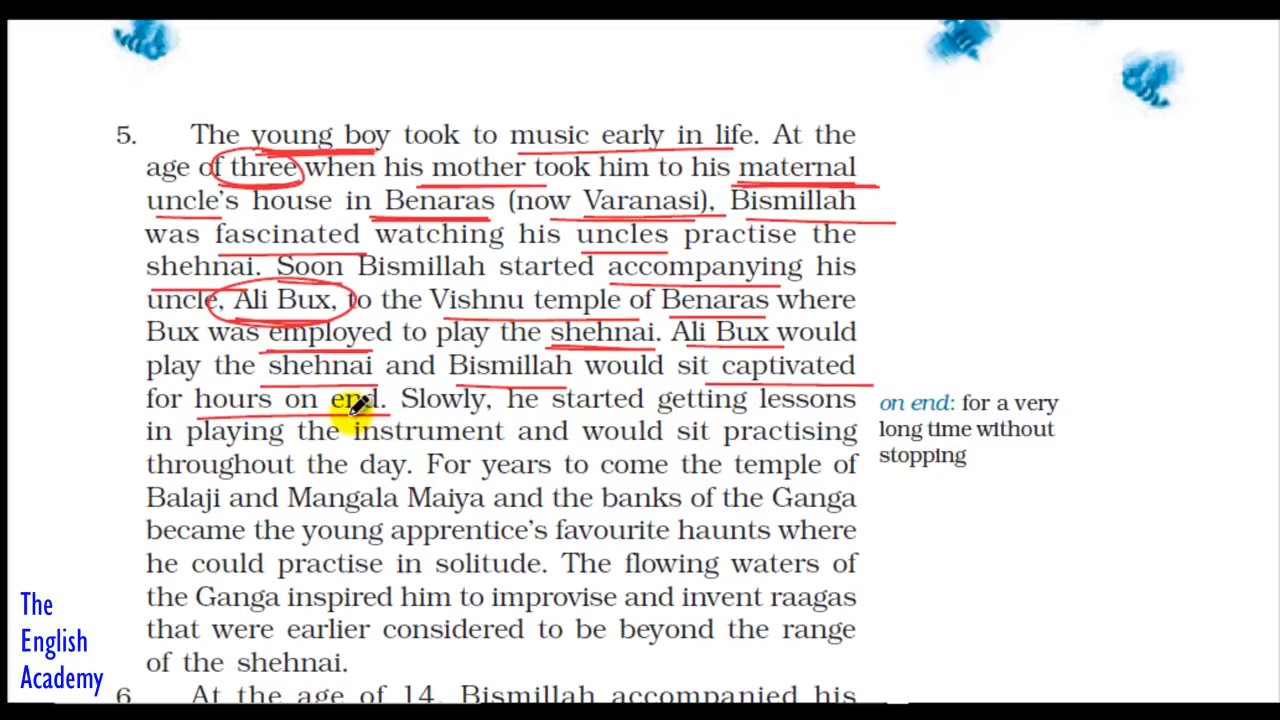 5. The young boy took to music early in life. At the
age of three when his mother took him to his maternal
uncle's house in Benaras (now Varanasi), Bismillah
was fascinated watching his uncles practise the
shehnai. Soon Bismillah started accompanying his
uncle, Ali Bux, to the Vishnu temple of Benaras where
Bux was employed to play the shehnai. Ali Bux would
play the shehnai and Bismillah would sit captivated
for hours on end. Slowly, he started getting lessons
in playing the instrument and would sit practising
throughout the day. For years to come the temple of
Balaji and Mangala Maiya and the banks of the Ganga
became the young apprentice's favourite haunts where
he could practise in solitude. The flowing waters of
the Ganga inspired him to improvise and invent raagas
that were earlier considered to be beyond the range
of the shehnai.
6 At the age of 14, Bismillah accompanied his
on end: for a very
long time without
stopping
The
English
Academy